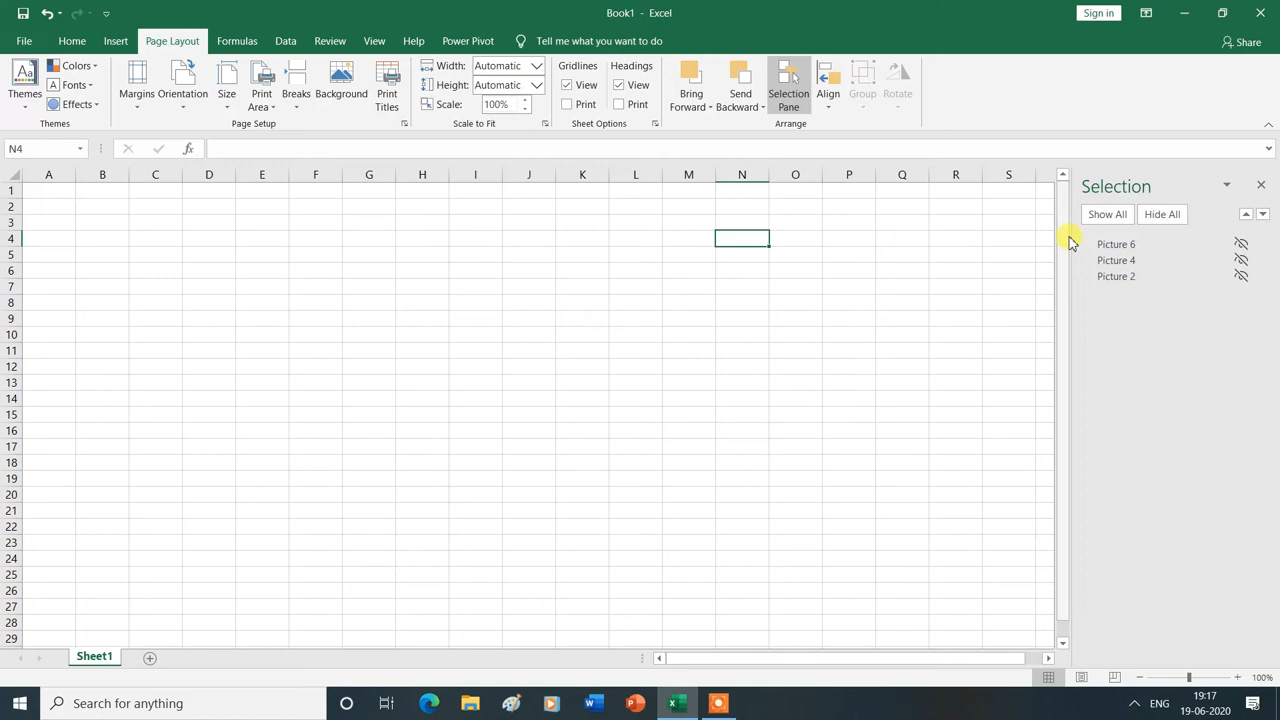 Book1 - Excel
Sign in
File Home Insert Page Layout Formulas Data Review View Help Power Pivot Tell me what you want to do Share
Themes Colors Fonts Effects Margins Orientation Size Print Area Breaks Background Print Titles Width: Automatic Height: Automatic Scale: 100% Gridlines View Print Headings View Print Bring Forward Send Backward Selection Pane Align Group Rotate
Themes Page Setup Scale to Fit Sheet Options Arrange
N4 fx
A B C D E F G H I J K L M N O P Q R S
1
2
3
4
5
6
7
8
9
10
11
12
13
14
15
16
17
18
19
20
21
22
23
24
25
26
27
28
29
Selection
Show All Hide All
Picture 6
Picture 4
Picture 2
Sheet1
100%
Search for anything
ENG
19:17
19-06-2020